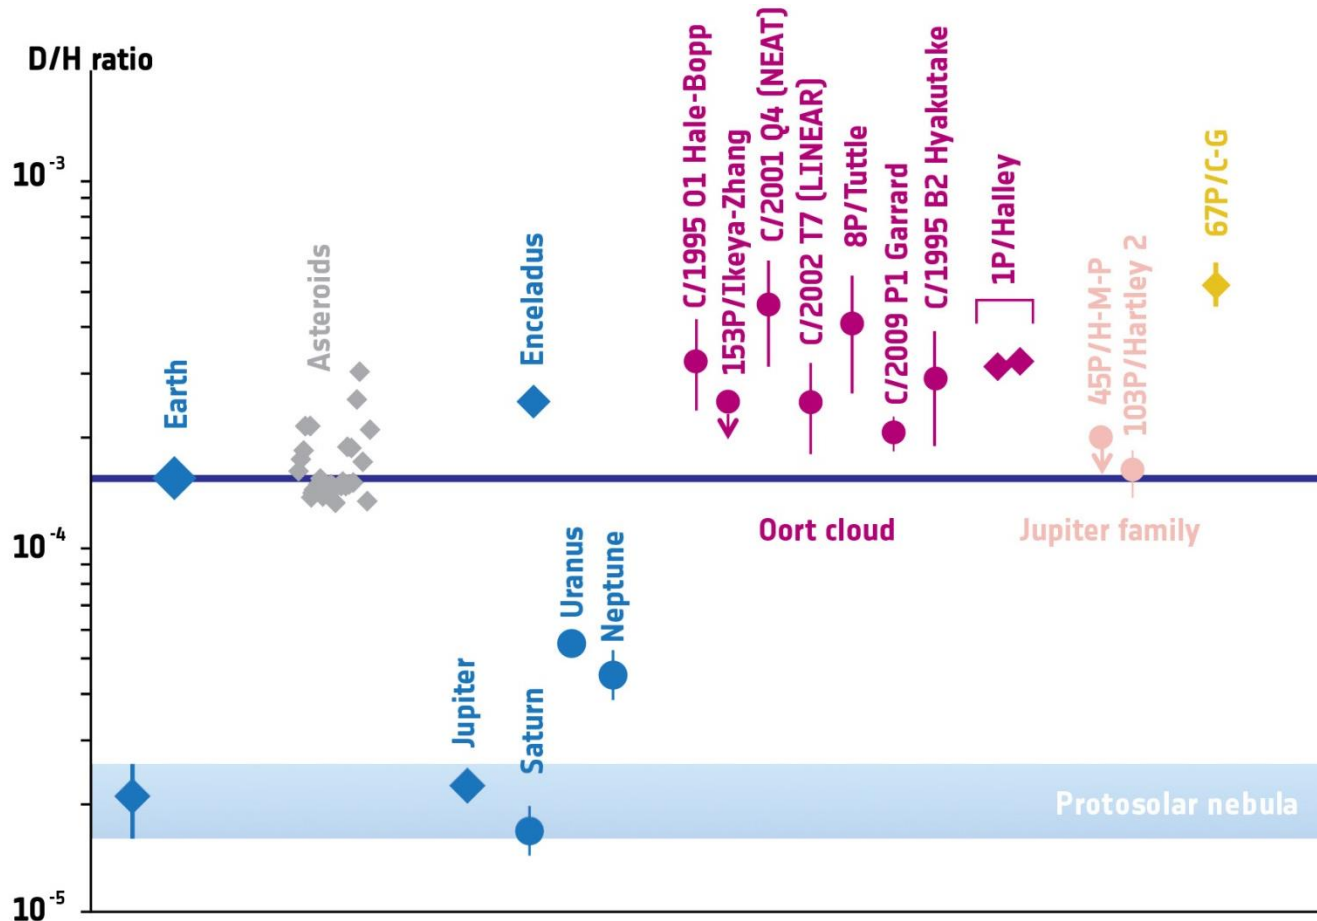 D/H ratio
10-3
10-4
10-5
Earth
Asteroids
Jupiter
Saturn
Enceladus
Uranus
Neptune
C/1995 O1 Hale-Bopp
153P/Ikeya-Zhang
C/2001 Q4 (NEAT)
C/2002 T7 (LINEAR)
8P/Tuttle
C/2009 P1 Garrard
C/1995 B2 Hyakutake
1P/Halley
Oort cloud
45P/H-M-P
103P/Hartley 2
Jupiter family
67P/C-G
Protosolar nebula